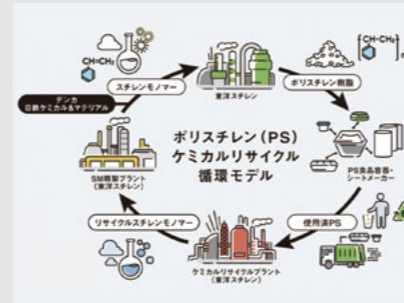 CH=CH₂
スチレンモノマー
デンカ
日鉄ケミカル&マテリアル
東洋スチレン
CH-CH₂
n
ポリスチレン樹脂
ポリスチレン(PS)
ケミカルリサイクル
循環モデル
SM精製プラント
(東洋スチレン)
PS食品容器・
シートメーカー
リサイクルスチレンモノマー
使用済PS
ケミカルリサイクルプラント
(東洋スチレン)